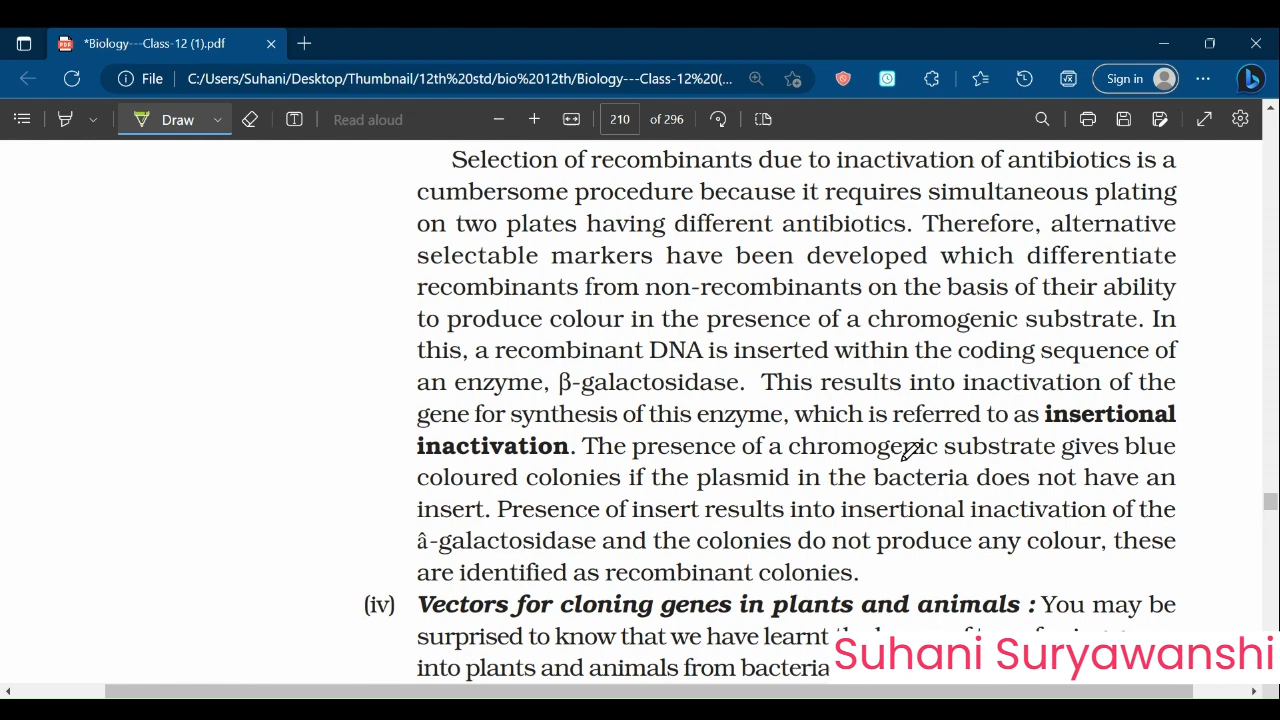 *Biology---Class-12 (1).pdf
File C:/Users/Suhani/Desktop/Thumbnail/12th%20std/bio%2012th/Biology---Class-12%20(... Sign in
Draw Read aloud 210 of 296
Selection of recombinants due to inactivation of antibiotics is a
cumbersome procedure because it requires simultaneous plating
on two plates having different antibiotics. Therefore, alternative
selectable markers have been developed which differentiate
recombinants from non-recombinants on the basis of their ability
to produce colour in the presence of a chromogenic substrate. In
this, a recombinant DNA is inserted within the coding sequence of
an enzyme, β-galactosidase. This results into inactivation of the
gene for synthesis of this enzyme, which is referred to as insertional
inactivation. The presence of a chromogenic substrate gives blue
coloured colonies if the plasmid in the bacteria does not have an
insert. Presence of insert results into insertional inactivation of the
â-galactosidase and the colonies do not produce any colour, these
are identified as recombinant colonies.
(iv) Vectors for cloning genes in plants and animals : You may be
surprised to know that we have learnt
into plants and animals from bacteria
Suhani Suryawanshi